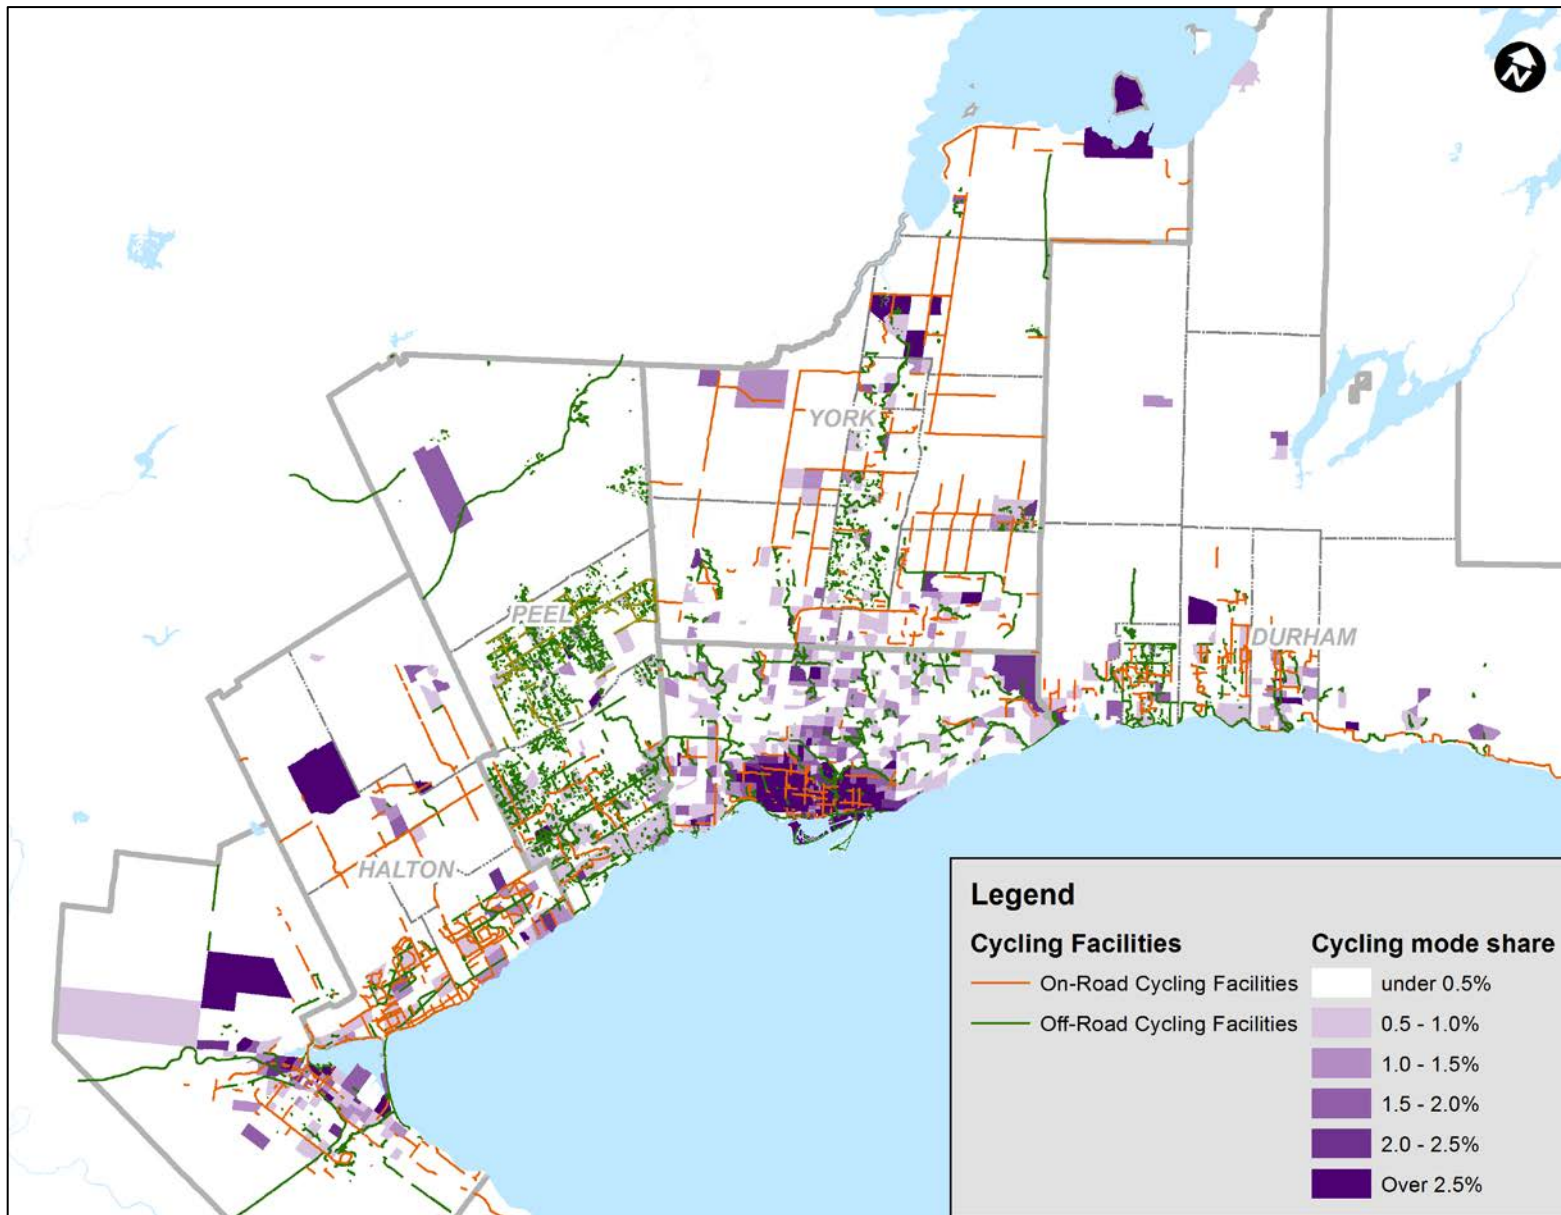 N
YORK
PEEL
DURHAM
HALTON
Legend
Cycling Facilities
On-Road Cycling Facilities
Off-Road Cycling Facilities
Cycling mode share
under 0.5%
0.5 - 1.0%
1.0 - 1.5%
1.5 - 2.0%
2.0 - 2.5%
Over 2.5%